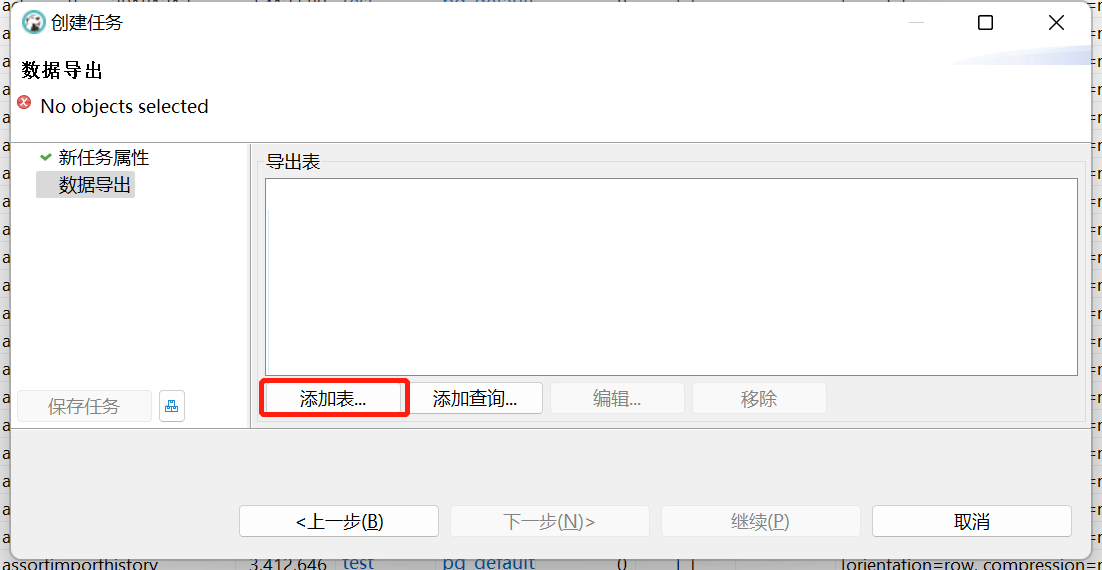 创建任务
数据导出
No objects selected
新任务属性
数据导出
导出表
添加表...
添加查询...
编辑...
移除
保存任务
<上一步(B)
下一步(N)>
继续(P)
取消
assortimporthistory 3,412,646 test pg_default 0 [ ] [orientation=row, compression=n